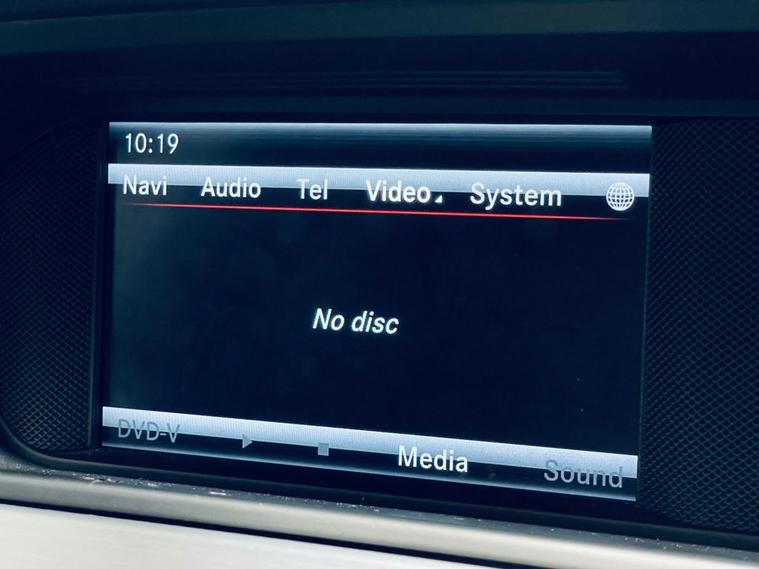 10:19
Navi Audio Tel Video System
No disc
DVD-V Media Sound